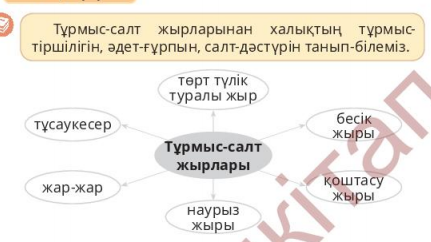 Тұрмыс-салт жырларынан халықтың тұрмыс-
тіршілігін, әдет-ғұрпын, салт-дәстүрін танып-білеміз.
төрт түлік
туралы жыр
тұсаукесер
бесік
жыры
Тұрмыс-салт
жырлары
жар-жар
қоштасу
жыры
наурыз
жыры